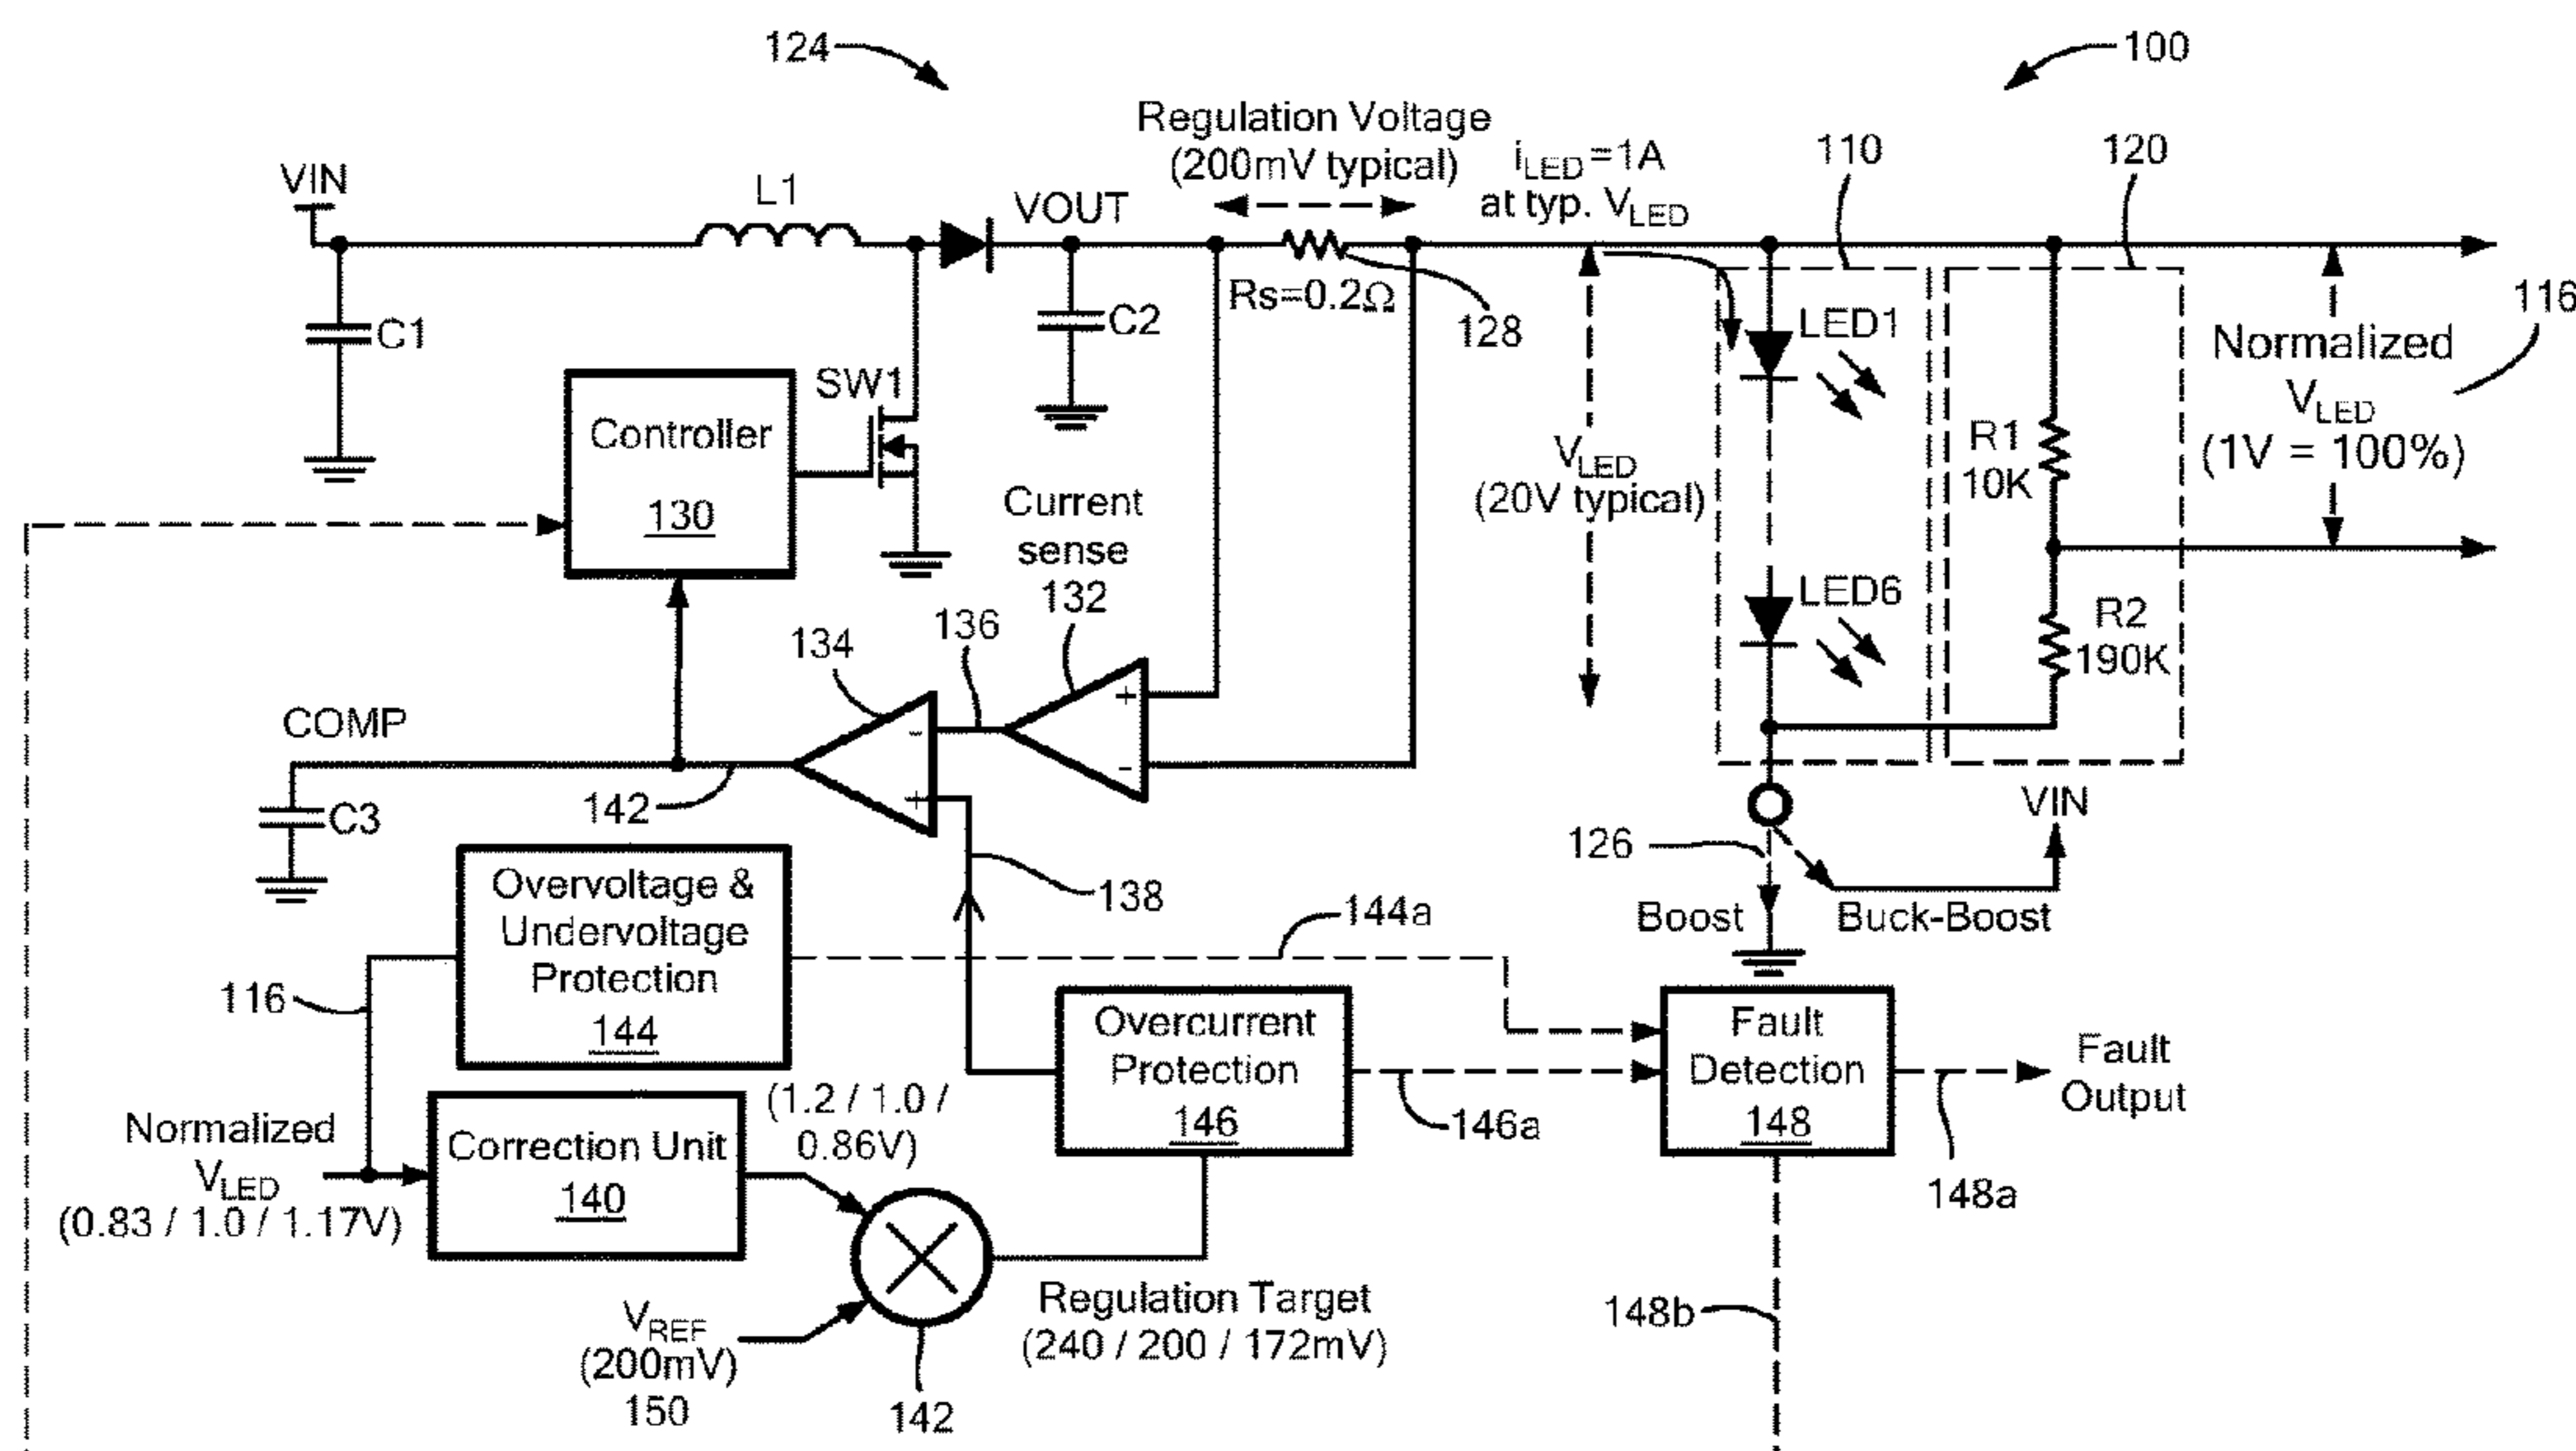 124
100
Regulation Voltage
(200mV typical)
iLED=1A
at typ. VLED
110
120
VIN
L1
VOUT
116
Rs=0.2Ω
128
C1
C2
LED1
Normalized
VLED
(1V = 100%)
SW1
Controller
130
R1
10K
VLED
(20V typical)
Current
sense
132
LED6
R2
190K
134
136
+
-
-
+
COMP
142
C3
138
126
VIN
Boost
Buck-Boost
Overvoltage &
Undervoltage
Protection
144
144a
116
Overcurrent
Protection
146
146a
Fault
Detection
148
Fault
Output
148a
Normalized
VLED
(0.83 / 1.0 / 1.17V)
Correction Unit
140
(1.2 / 1.0 /
0.86V)
VREF
(200mV)
150
142
Regulation Target
(240 / 200 / 172mV)
148b